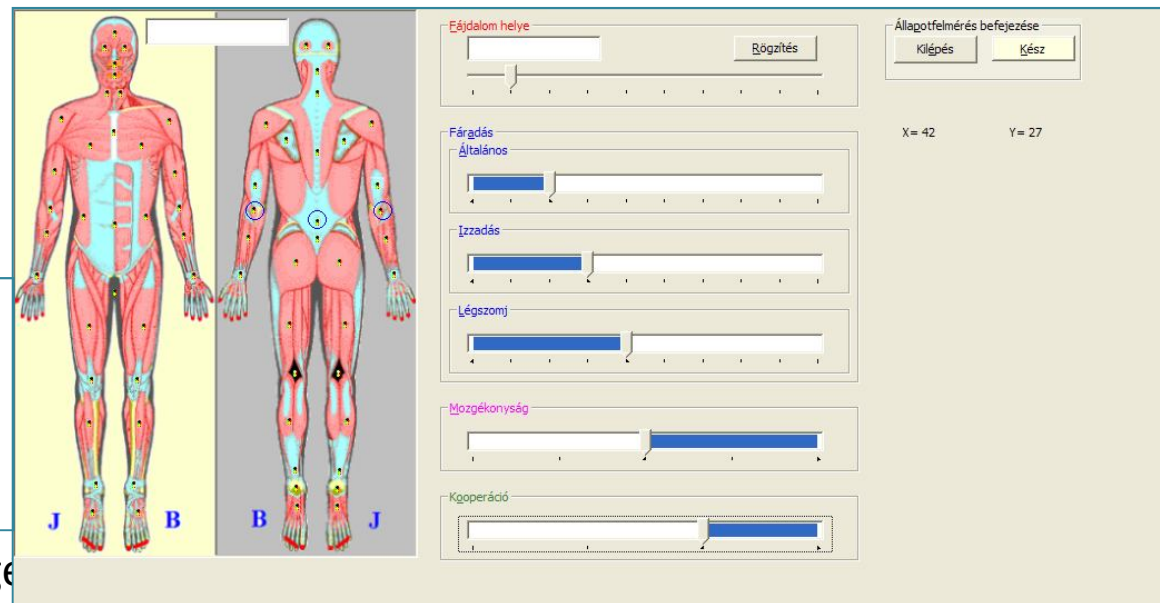 Fájdalom helye
Rögzítés
Állapotfelmérés befejezése
Kilépés
Kész
X= 42 Y= 27
Fáradás
Általános
Izzadás
Légszomj
Mozgékonyság
Kooperáció
J B B J